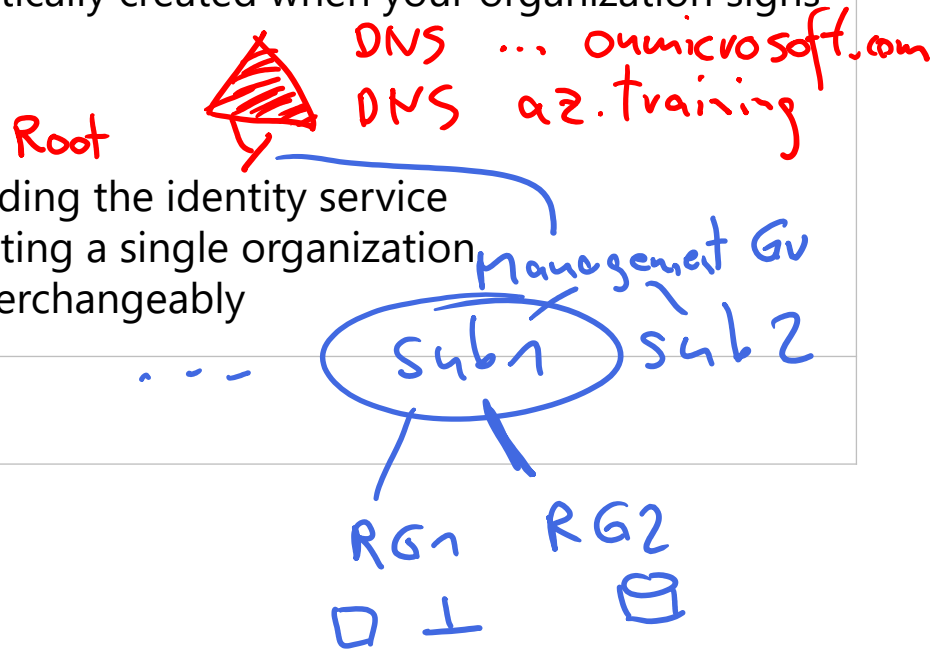 tically created when your organization signs
DNS ... onmicrosoft.com
DNS az.training
Root
ding the identity service
ting a single organization
erchangeably
Management Gr
... Sub1 Sub2
RG1 RG2